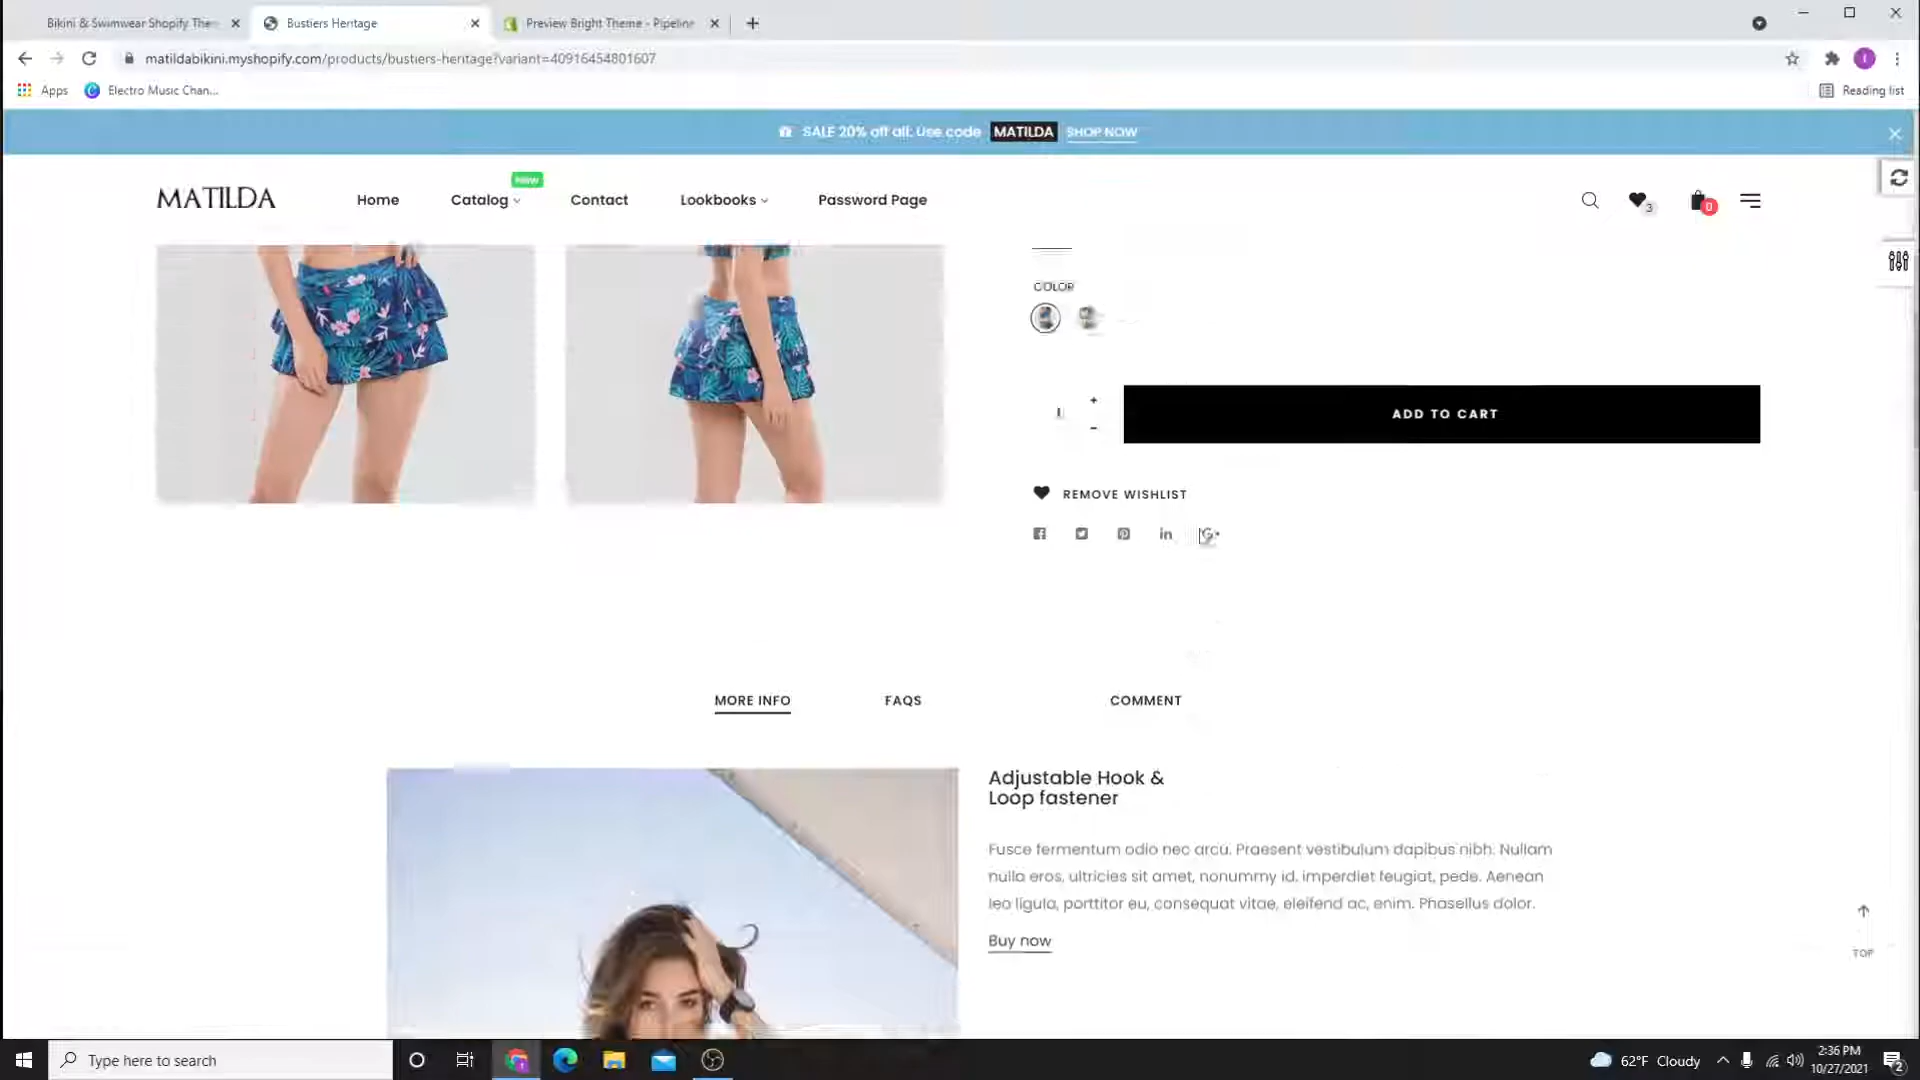 Bikini & Swimwear Shopify The
Bustiers Heritage
Preview Bright Theme - Pipeline
matildabikini.myshopify.com/products/bustiers-heritage?variant=40916454801607
Apps
Electro Music Chan...
Reading list
SALE 20% off all. Use code MATILDA SHOP NOW
MATILDA
Home
Catalog
New
Contact
Lookbooks
Password Page
3
0
COLOR
1
+
-
ADD TO CART
REMOVE WISHLIST
MORE INFO
FAQS
COMMENT
Adjustable Hook &
Loop fastener
Fusce fermentum odio nec arcu. Praesent vestibulum dapibus nibh. Nullam
nulla eros, ultricies sit amet, nonummy id, imperdiet feugiat, pede. Aenean
leo ligula, porttitor eu, consequat vitae, eleifend ac, enim. Phasellus dolor.
Buy now
TOP
Type here to search
62°F Cloudy
2:36 PM
10/27/2021
2